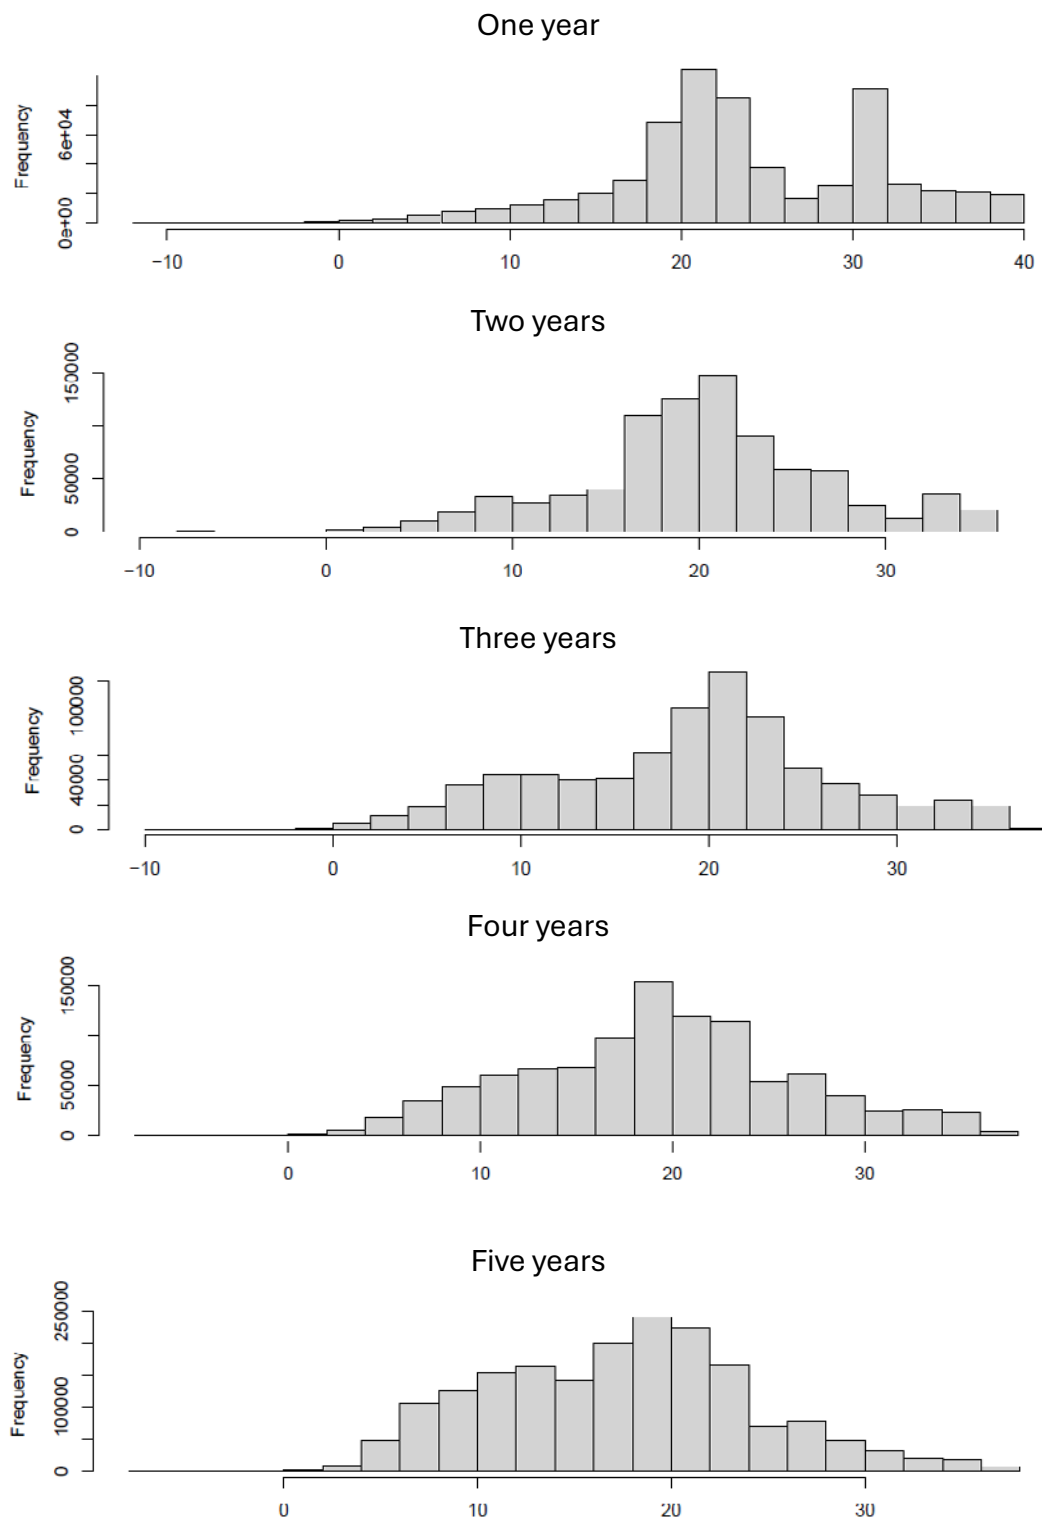 One year
Frequency
0e+00 6e+04
−10 0 10 20 30 40
Two years
Frequency
0 50000 150000
−10 0 10 20 30
Three years
Frequency
0 40000 100000
−10 0 10 20 30
Four years
Frequency
0 50000 150000
0 10 20 30
Five years
Frequency
0 100000 250000
0 10 20 30